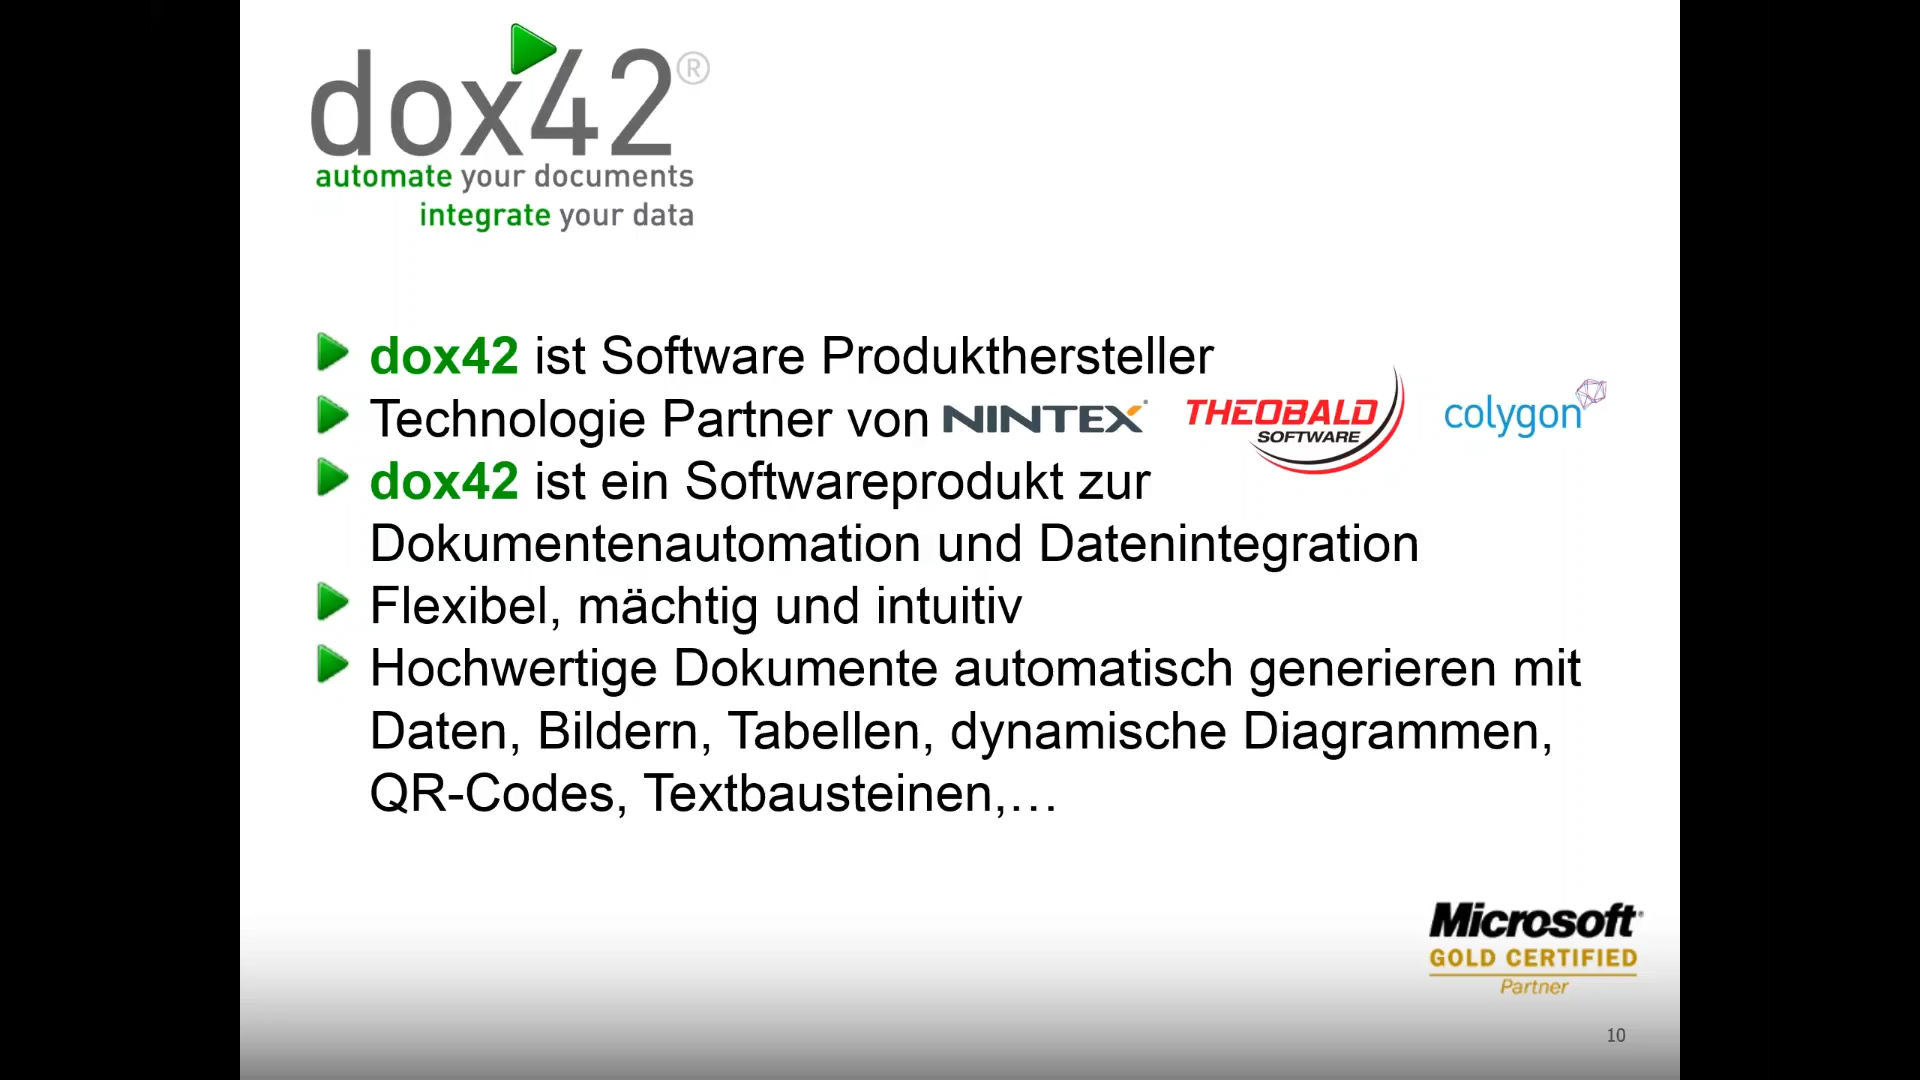 dox42®
automate your documents
integrate your data
dox42 ist Software Produkthersteller
Technologie Partner von NINTEX THEOBALD SOFTWARE colygon
dox42 ist ein Softwareprodukt zur
Dokumentenautomation und Datenintegration
Flexibel, mächtig und intuitiv
Hochwertige Dokumente automatisch generieren mit
Daten, Bildern, Tabellen, dynamische Diagrammen,
QR-Codes, Textbausteinen,…
Microsoft
GOLD CERTIFIED
Partner
10